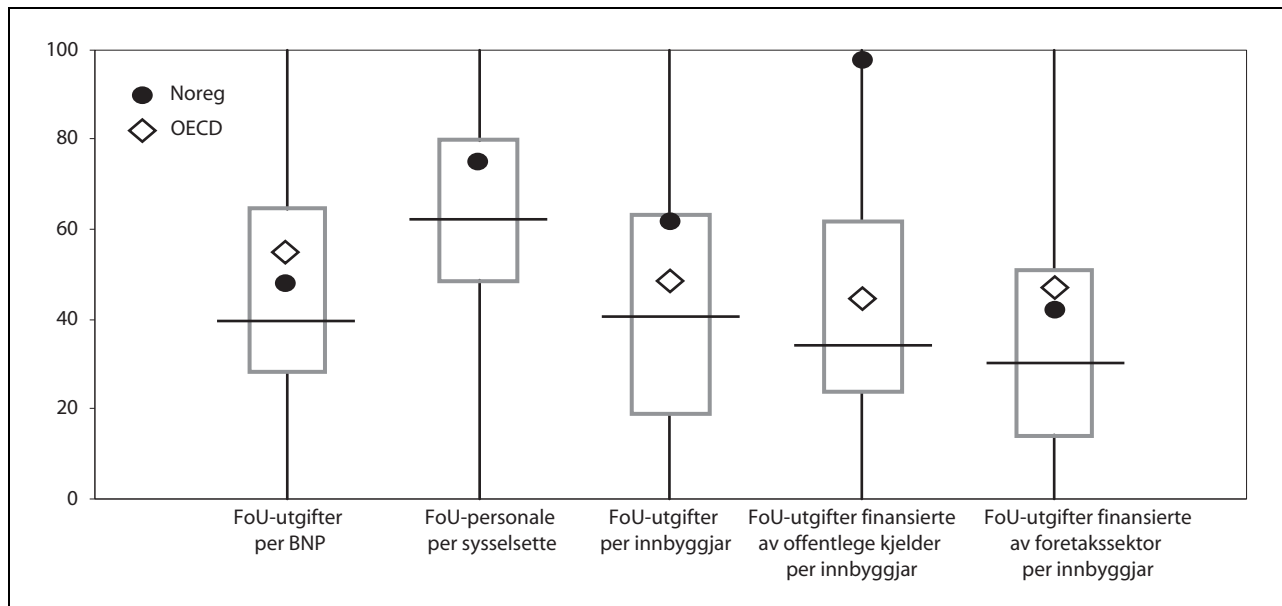 100
80
60
40
20
0
Noreg
OECD
FoU-utgifter
per BNP
FoU-personale
per sysselsette
FoU-utgifter
per innbyggjar
FoU-utgifter finansierte
av offentlege kjelder
per innbyggjar
FoU-utgifter finansierte
av foretakssektor
per innbyggjar